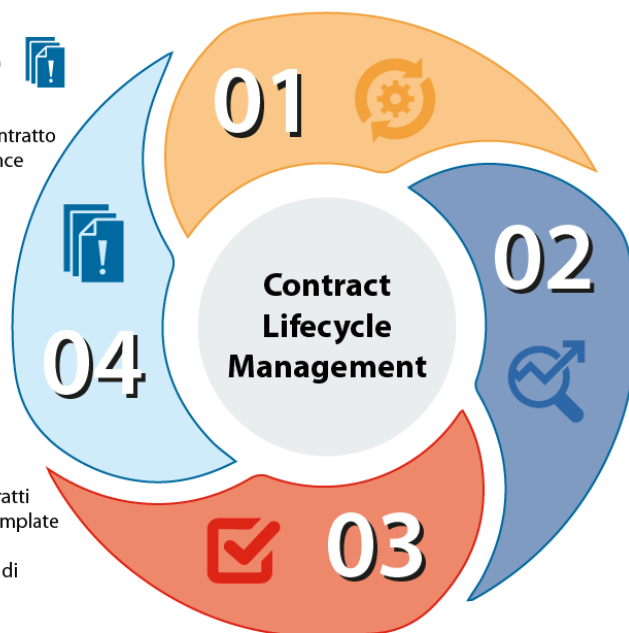 01
ntratto
nce
02
Contract
Lifecycle
Management
04
ratti
mplate
di
03